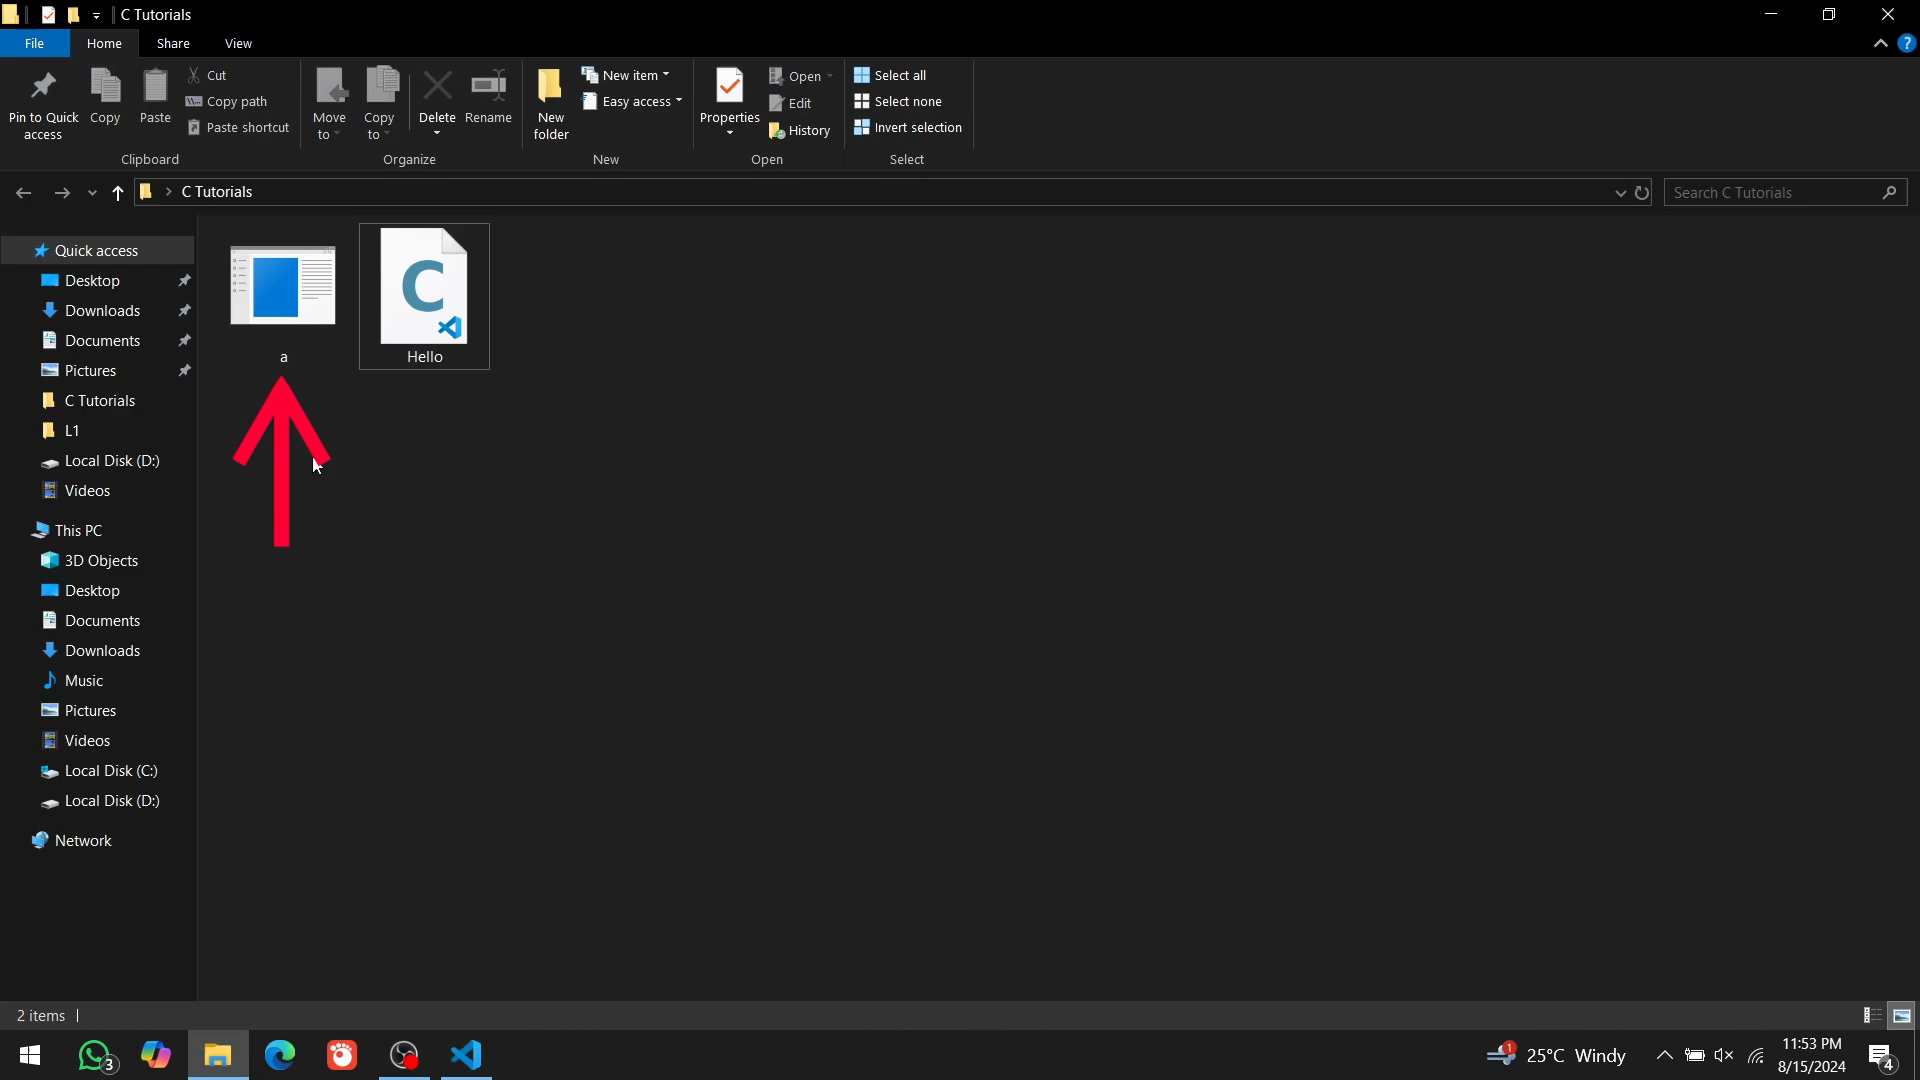 C Tutorials
File
Home
Share
View
Pin to Quick
access
Copy
Paste
Cut
Copy path
Paste shortcut
Clipboard
Move
to
Copy
to
Delete
Rename
Organize
New
folder
New item
Easy access
New
Properties
Open
Edit
History
Open
Select all
Select none
Invert selection
Select
C Tutorials
Search C Tutorials
Quick access
Desktop
Downloads
Documents
Pictures
C Tutorials
L1
Local Disk (D:)
Videos
This PC
3D Objects
Desktop
Documents
Downloads
Music
Pictures
Videos
Local Disk (C:)
Local Disk (D:)
Network
a
C
Hello
2 items
3
1
25°C Windy
11:53 PM
8/15/2024
4